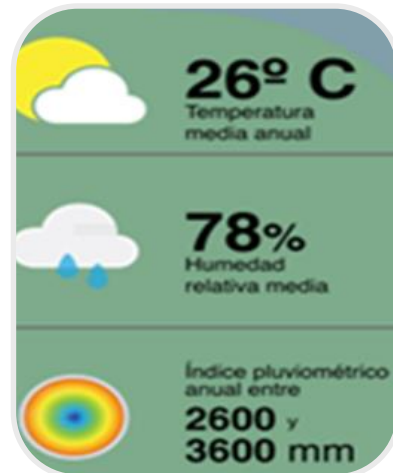 26º C
Temperatura
media anual
78%
Humedad
relativa media
Índice pluviométrico
anual entre
2600 y
3600 mm